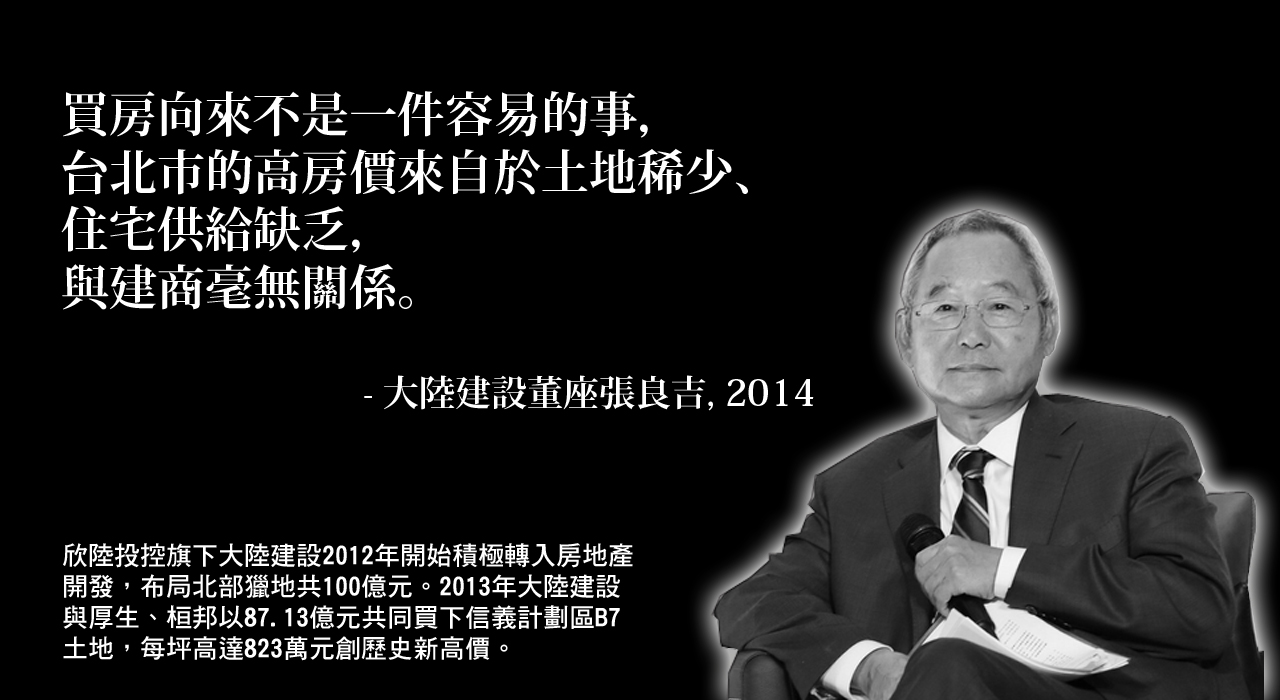 買房向來不是一件容易的事,
台北市的高房價來自於土地稀少、
住宅供給缺乏,
與建商毫無關係。
- 大陸建設董座張良吉, 2014
欣陸投控旗下大陸建設2012年開始積極轉入房地產
開發，布局北部獵地共100億元。2013年大陸建設
與厚生、桓邦以87.13億元共同買下信義計劃區B7
土地，每坪高達823萬元創歷史新高價。